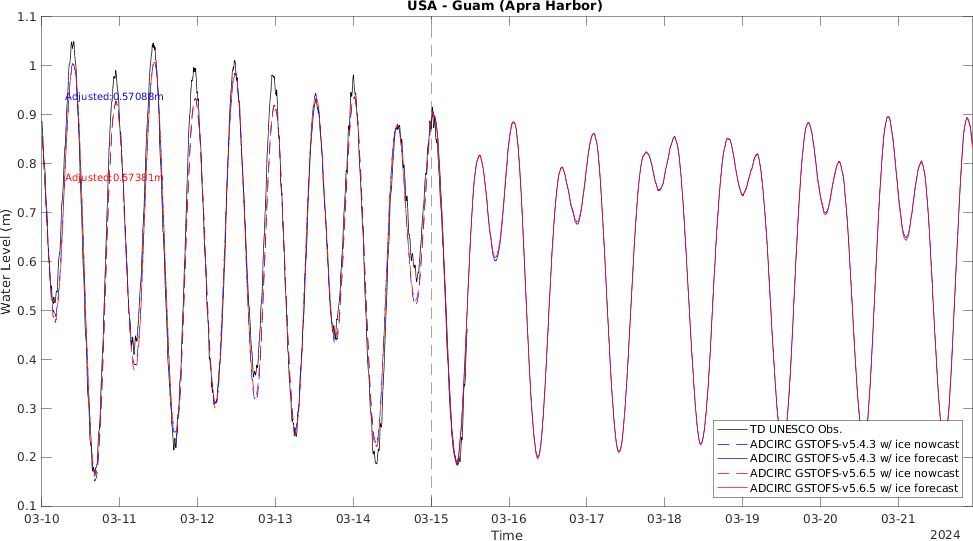 USA - Guam (Apra Harbor)
1.1
1
0.9
0.8
0.7
0.6
0.5
0.4
0.3
0.2
0.1
Water Level (m)
Adjusted:0.57088m
Adjusted:0.57381m
TD UNESCO Obs.
ADCIRC GSTOFS-v5.4.3 w/ ice nowcast
ADCIRC GSTOFS-v5.4.3 w/ ice forecast
ADCIRC GSTOFS-v5.6.5 w/ ice nowcast
ADCIRC GSTOFS-v5.6.5 w/ ice forecast
03-10 03-11 03-12 03-13 03-14 03-15 03-16 03-17 03-18 03-19 03-20 03-21
Time
2024